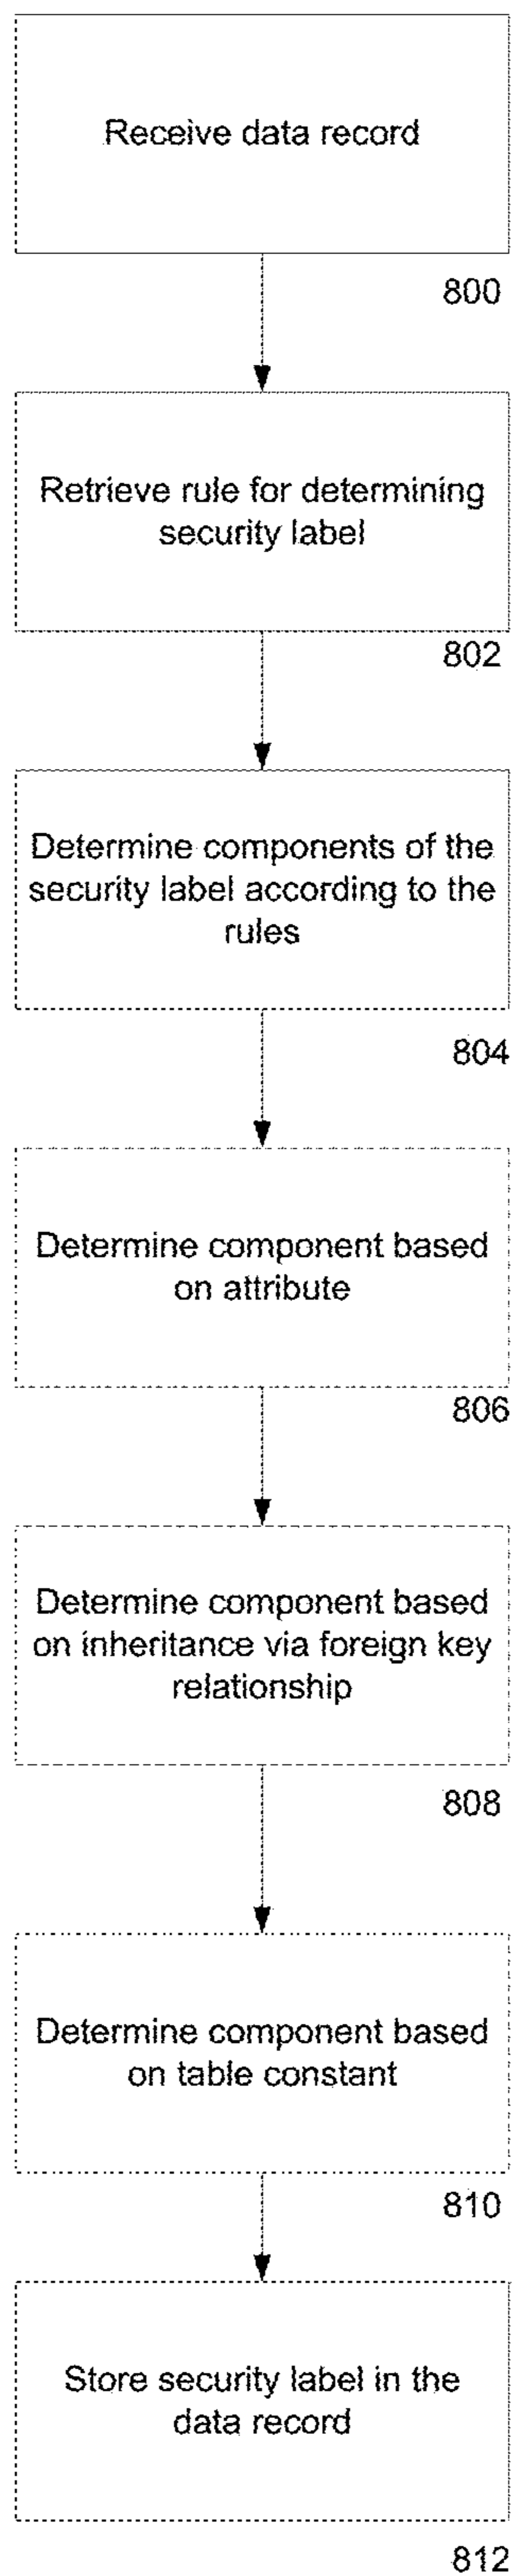 Receive data record
800
Retrieve rule for determining
security label
802
Determine components of the
security label according to the
rules
804
Determine component based
on attribute
806
Determine component based
on inheritance via foreign key
relationship
808
Determine component based
on table constant
810
Store security label in the
data record
812